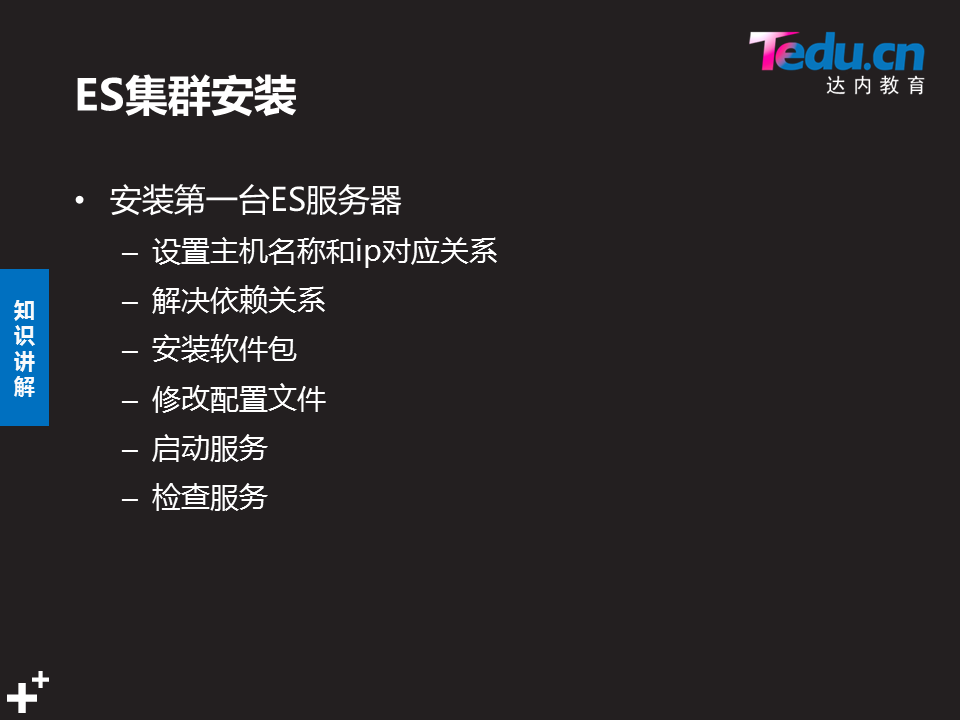 Tedu.cn
达内教育
ES集群安装
• 安装第一台ES服务器
– 设置主机名称和ip对应关系
– 解决依赖关系
– 安装软件包
– 修改配置文件
– 启动服务
– 检查服务
知识讲解